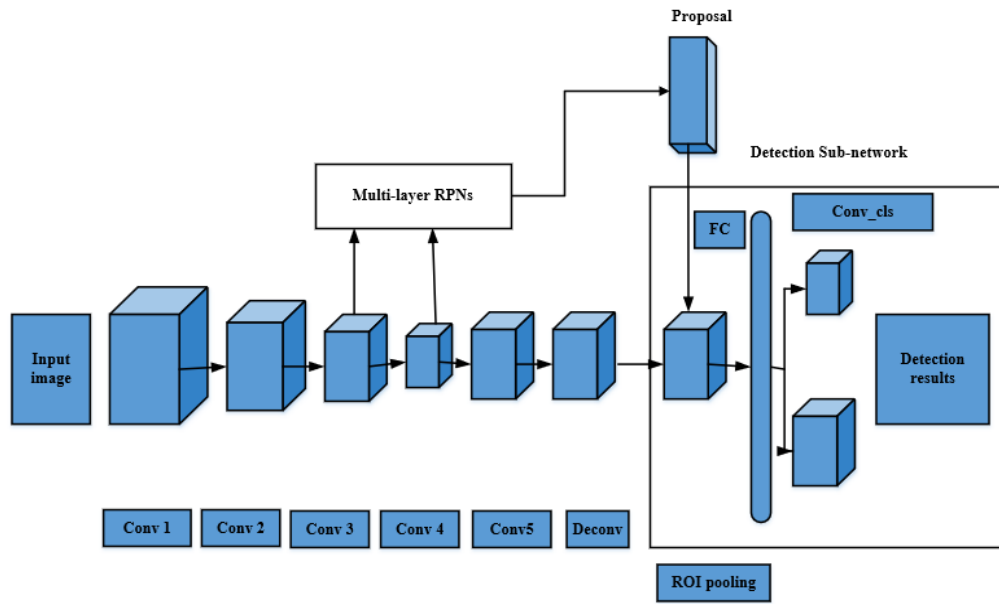 Proposal
Detection Sub-network
Multi-layer RPNs
Conv_cls
FC
Input
image
Detection
results
Conv 1
Conv 2
Conv 3
Conv 4
Conv5
Deconv
ROI pooling